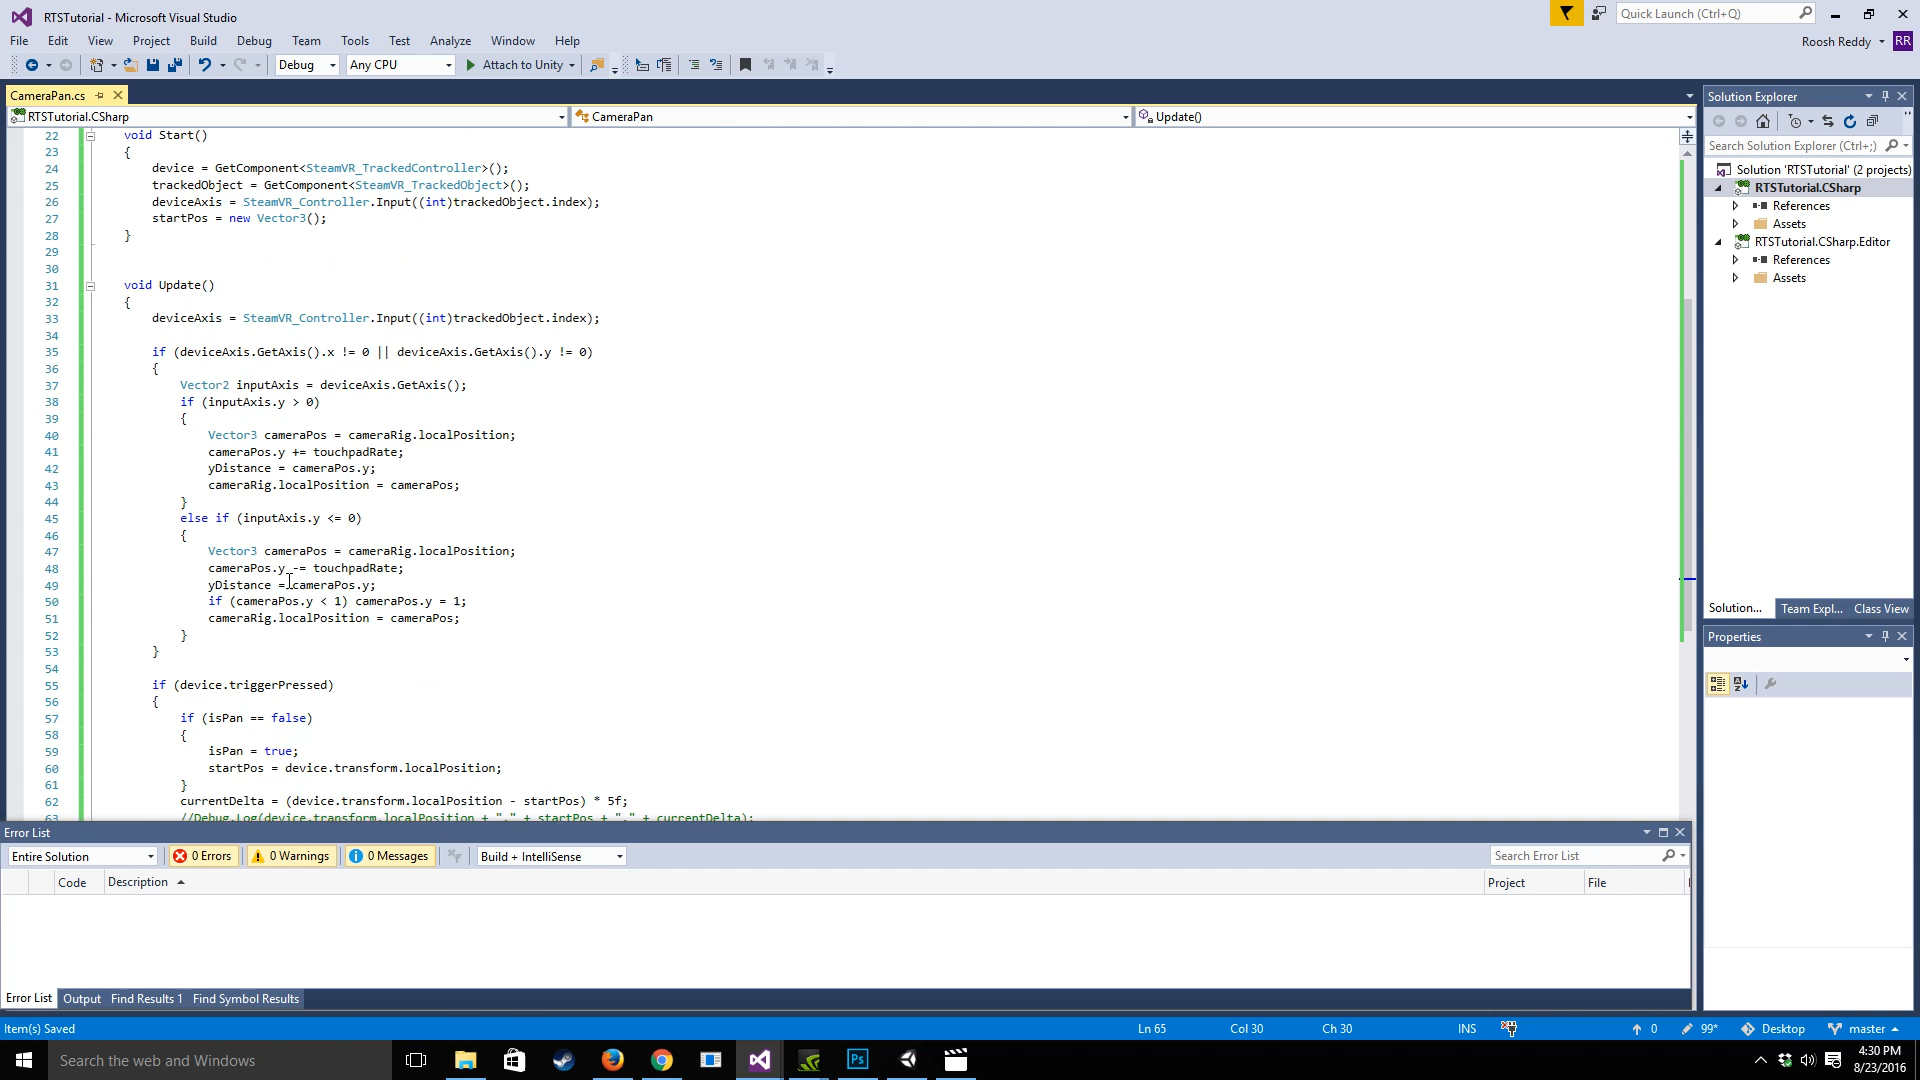 RTSTutorial - Microsoft Visual Studio
Quick Launch (Ctrl+Q)
File Edit View Project Build Debug Team Tools Test Analyze Window Help
Roosh Reddy RR
Debug Any CPU Attach to Unity
CameraPan.cs
RTSTutorial.CSharp CameraPan Update()
22 void Start()
23 {
24 device = GetComponent<SteamVR_TrackedController>();
25 trackedObject = GetComponent<SteamVR_TrackedObject>();
26 deviceAxis = SteamVR_Controller.Input((int)trackedObject.index);
27 startPos = new Vector3();
28 }
29
30
31 void Update()
32 {
33 deviceAxis = SteamVR_Controller.Input((int)trackedObject.index);
34
35 if (deviceAxis.GetAxis().x != 0 || deviceAxis.GetAxis().y != 0)
36 {
37 Vector2 inputAxis = deviceAxis.GetAxis();
38 if (inputAxis.y > 0)
39 {
40 Vector3 cameraPos = cameraRig.localPosition;
41 cameraPos.y += touchpadRate;
42 yDistance = cameraPos.y;
43 cameraRig.localPosition = cameraPos;
44 }
45 else if (inputAxis.y <= 0)
46 {
47 Vector3 cameraPos = cameraRig.localPosition;
48 cameraPos.y -= touchpadRate;
49 yDistance = cameraPos.y;
50 if (cameraPos.y < 1) cameraPos.y = 1;
51 cameraRig.localPosition = cameraPos;
52 }
53 }
54
55 if (device.triggerPressed)
56 {
57 if (isPan == false)
58 {
59 isPan = true;
60 startPos = device.transform.localPosition;
61 }
62 currentDelta = (device.transform.localPosition - startPos) * 5f;
63 //Debug.Log(device.transform.localPosition + "," + startPos + "," + currentDelta);
Solution Explorer
Search Solution Explorer (Ctrl+;)
Solution 'RTSTutorial' (2 projects)
RTSTutorial.CSharp
References
Assets
RTSTutorial.CSharp.Editor
References
Assets
Solution... Team Expl... Class View
Properties
Error List
Entire Solution 0 Errors 0 Warnings 0 Messages Build + IntelliSense Search Error List
Code Description Project File
Error List Output Find Results 1 Find Symbol Results
Item(s) Saved Ln 65 Col 30 Ch 30 INS 0 99* Desktop master
Search the web and Windows
Ps
4:30 PM
8/23/2016